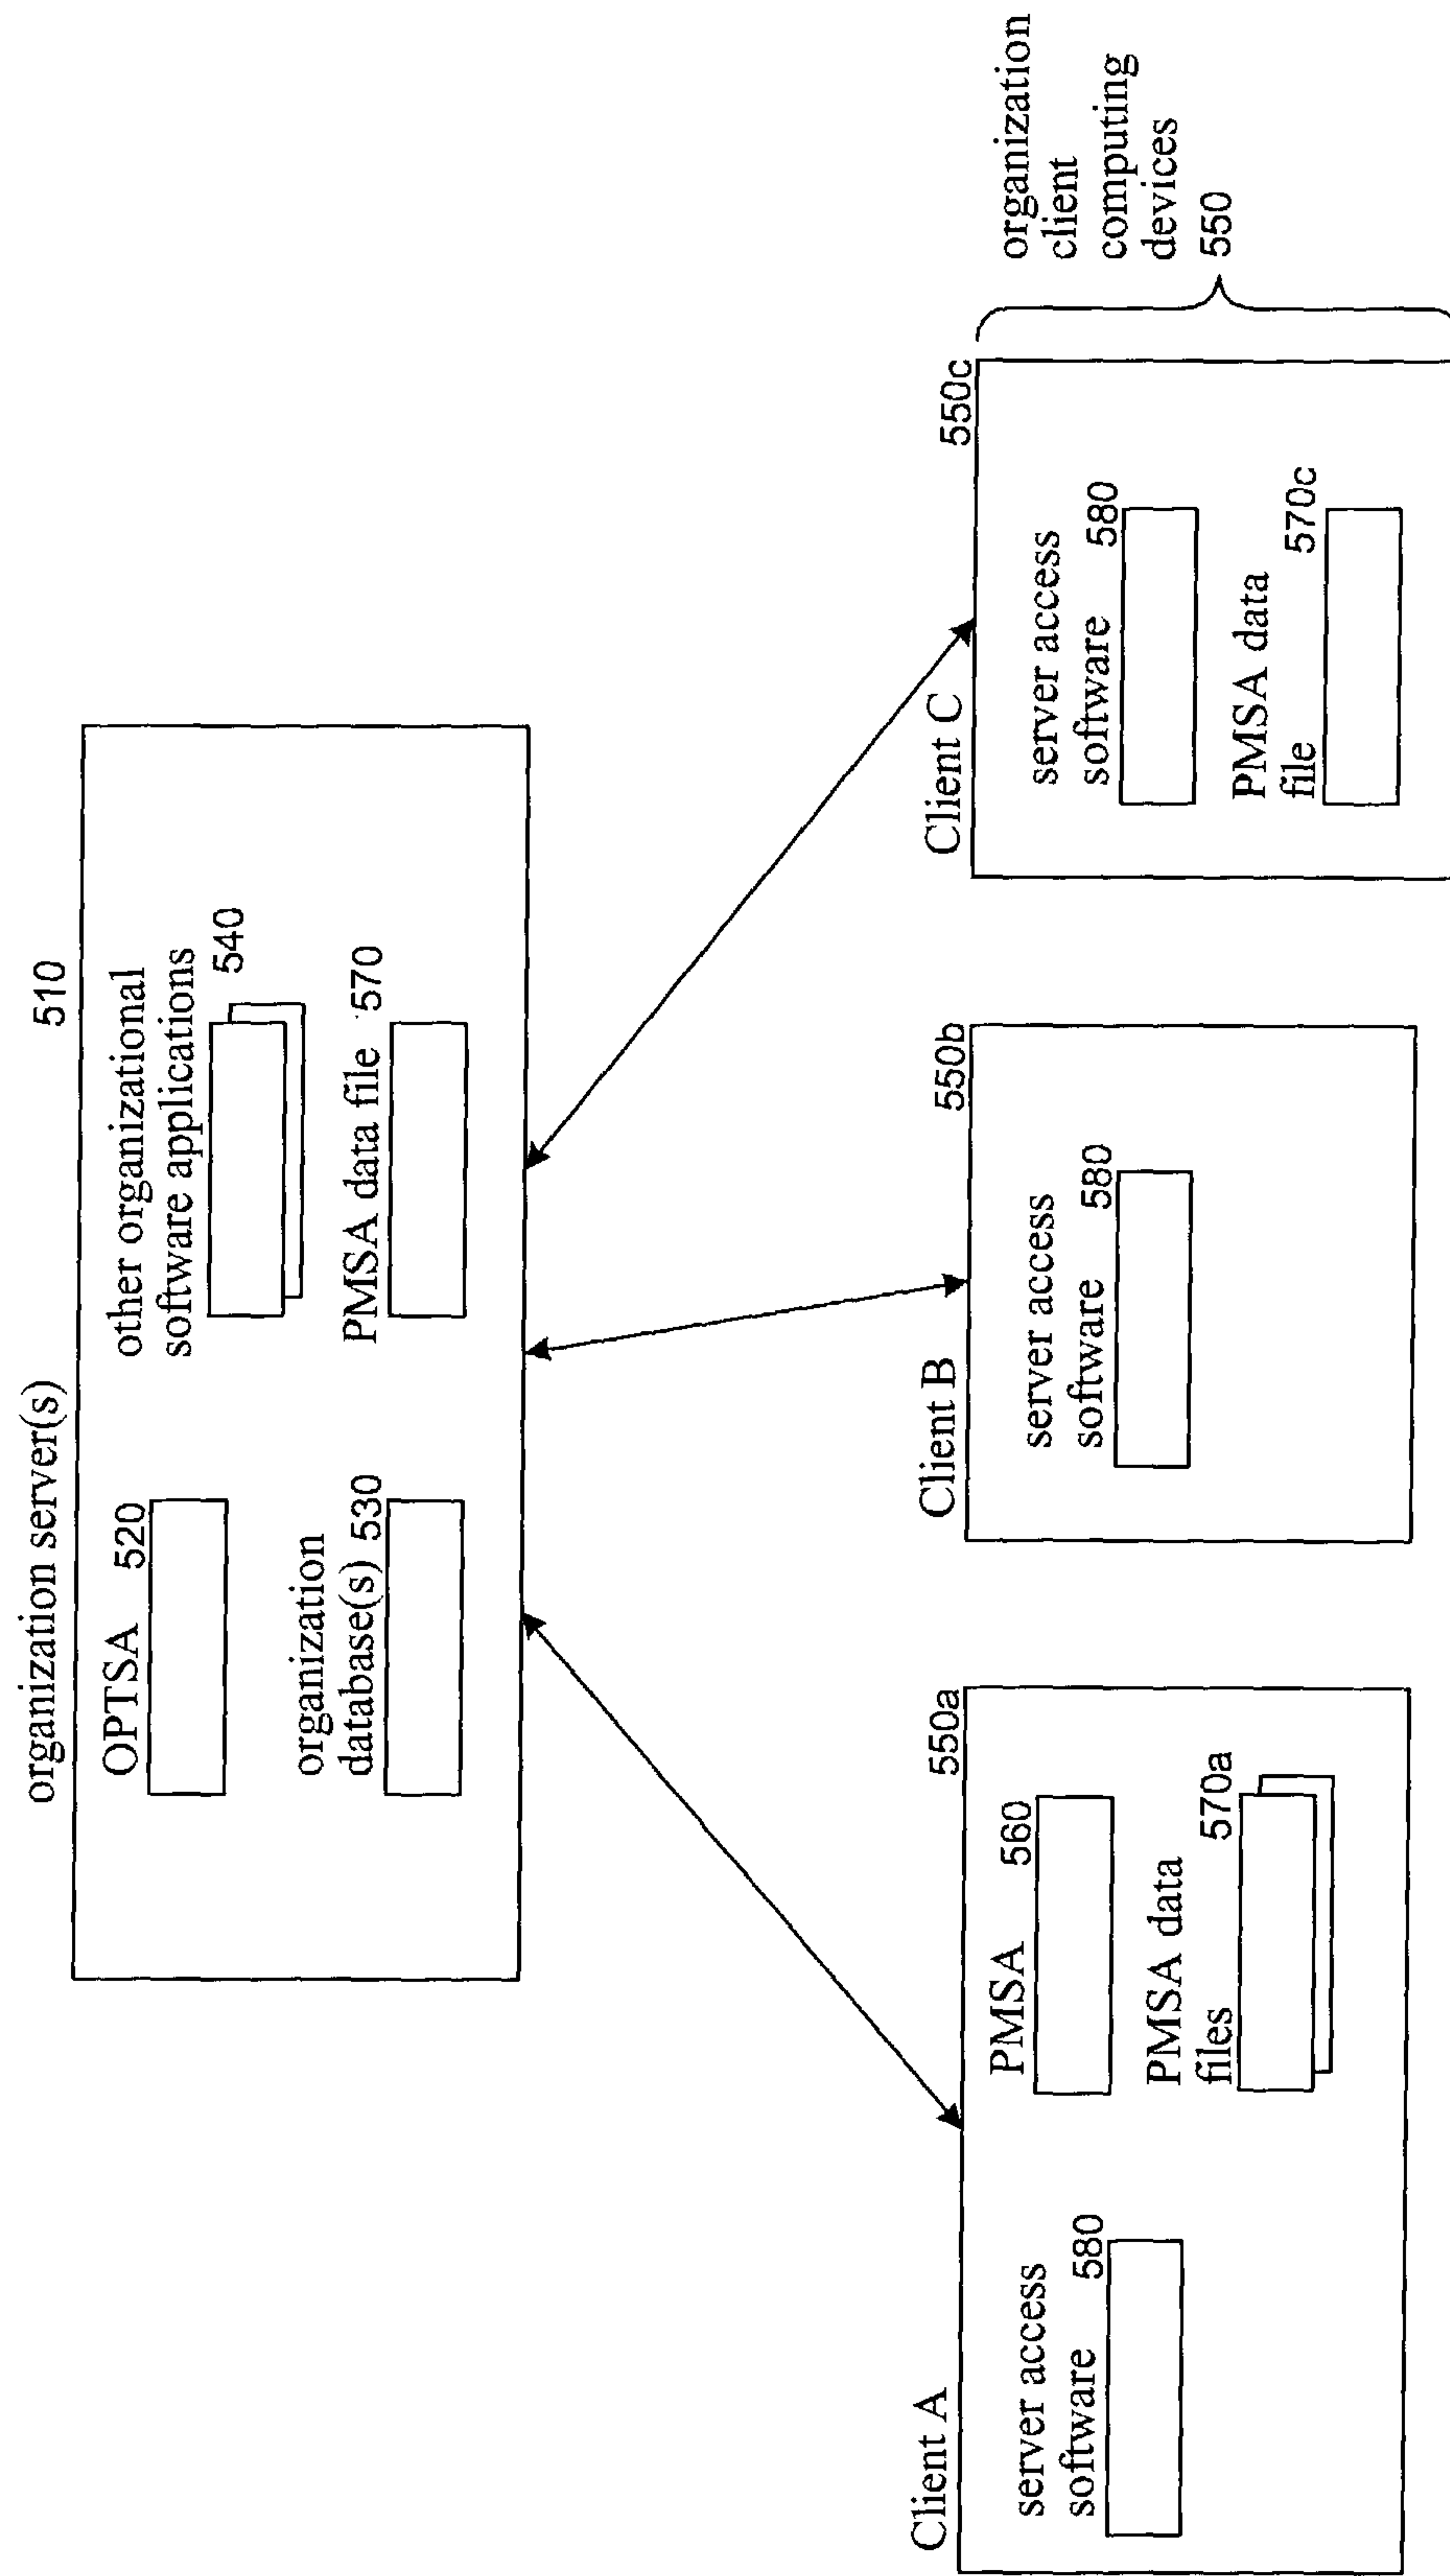 organization server(s)
510
OPTSA 520
organization
database(s) 530
other organizational
software applications
540
PMSA data file 570
Client A
550a
server access
software 580
PMSA 560
PMSA data
files 570a
Client B
550b
server access
software 580
Client C
550c
server access
software 580
PMSA data
file 570c
organization
client
computing
devices
550